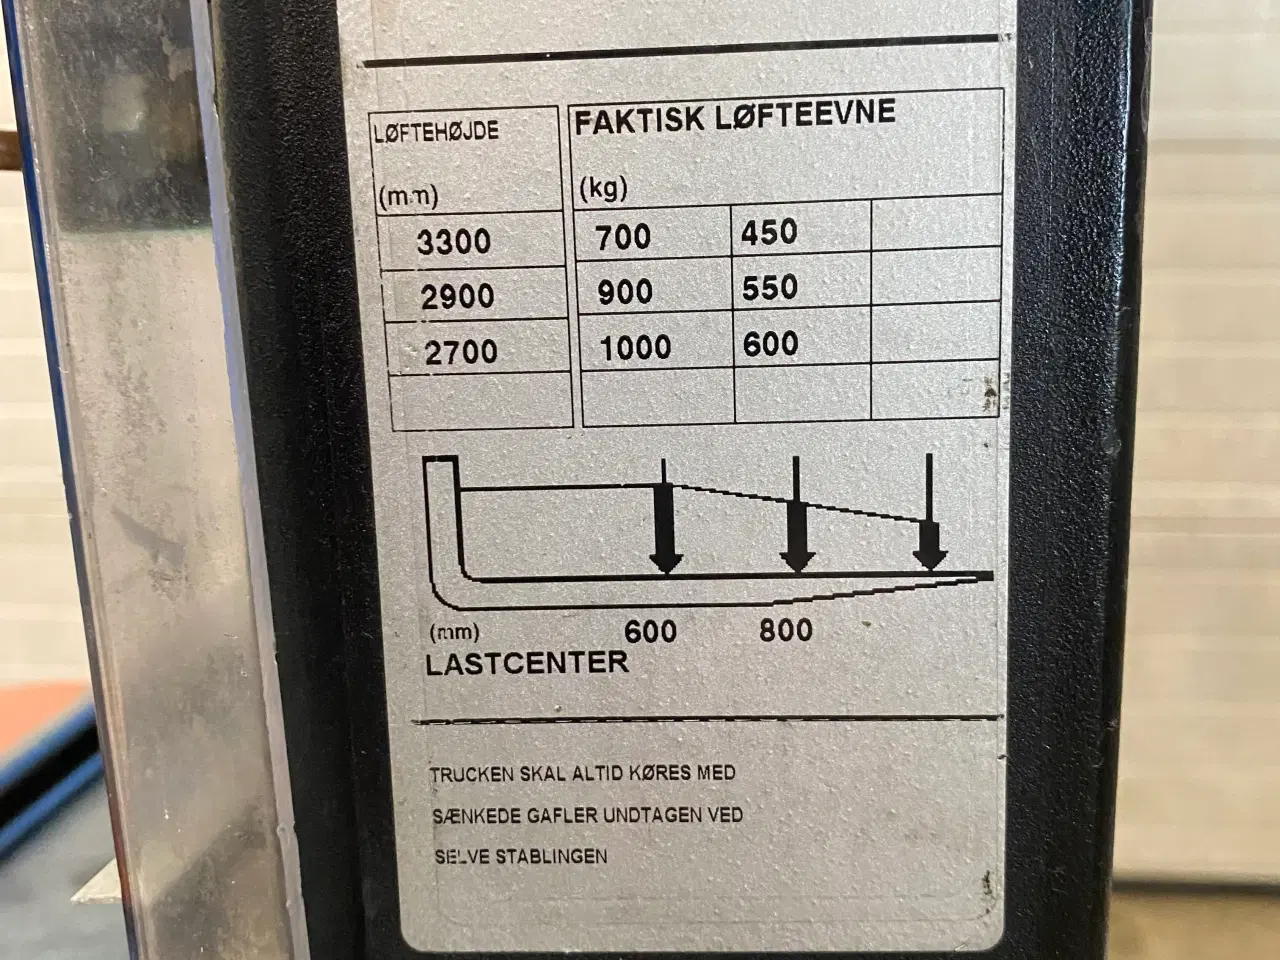 LØFTEHØJDE FAKTISK LØFTEEVNE
(mm) (kg)
3300 700 450
2900 900 550
2700 1000 600
(mm) 600 800
LASTCENTER
TRUCKEN SKAL ALTID KØRES MED
SÆNKEDE GAFLER UNDTAGEN VED
SELVE STABLINGEN